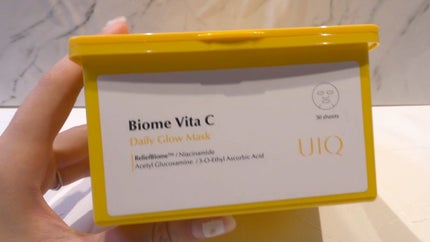 30 sheets
Biome Vita C
Daily Glow Mask
ReliefBiome™ / Niacinamide
Acetyl Glucosamine / 3-O-Ethyl Ascorbic Acid
UIQ